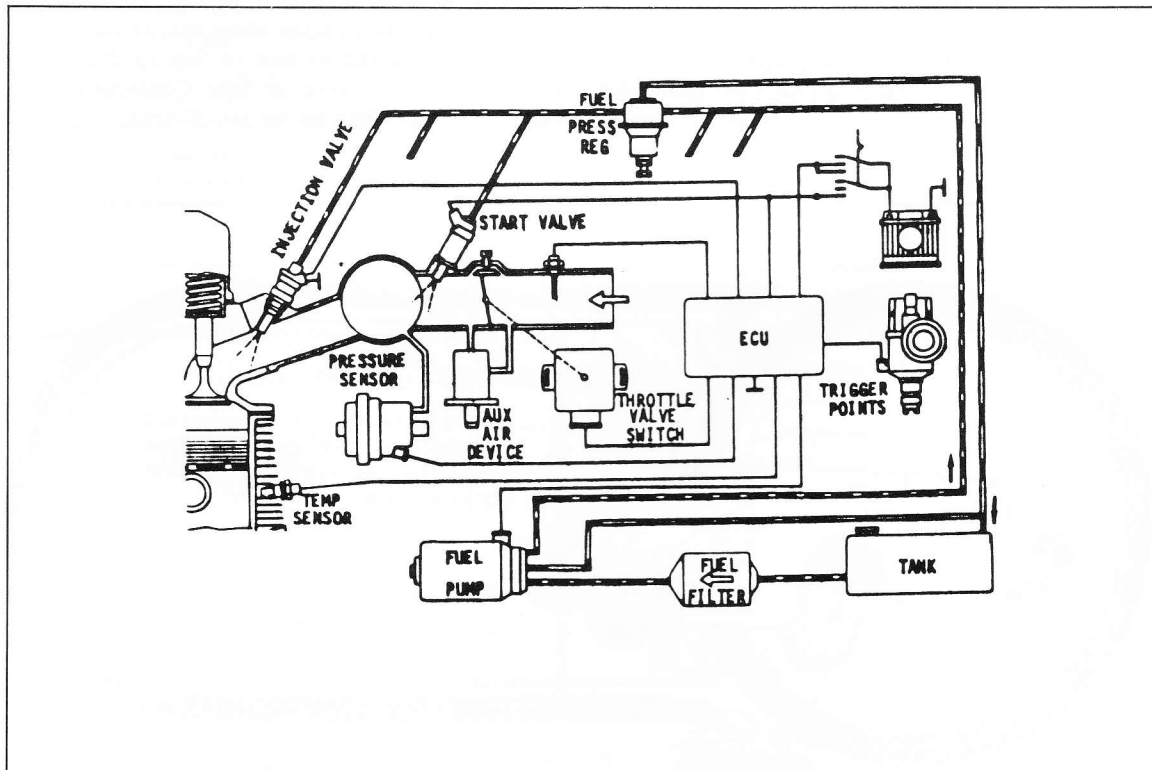 FUEL
PRESS
REG
INJECTION VALVE
START VALVE
ECU
PRESSURE
SENSOR
AUX
AIR
DEVICE
THROTTLE
VALVE
SWITCH
TRIGGER
POINTS
TEMP
SENSOR
FUEL
PUMP
FUEL
FILTER
TANK